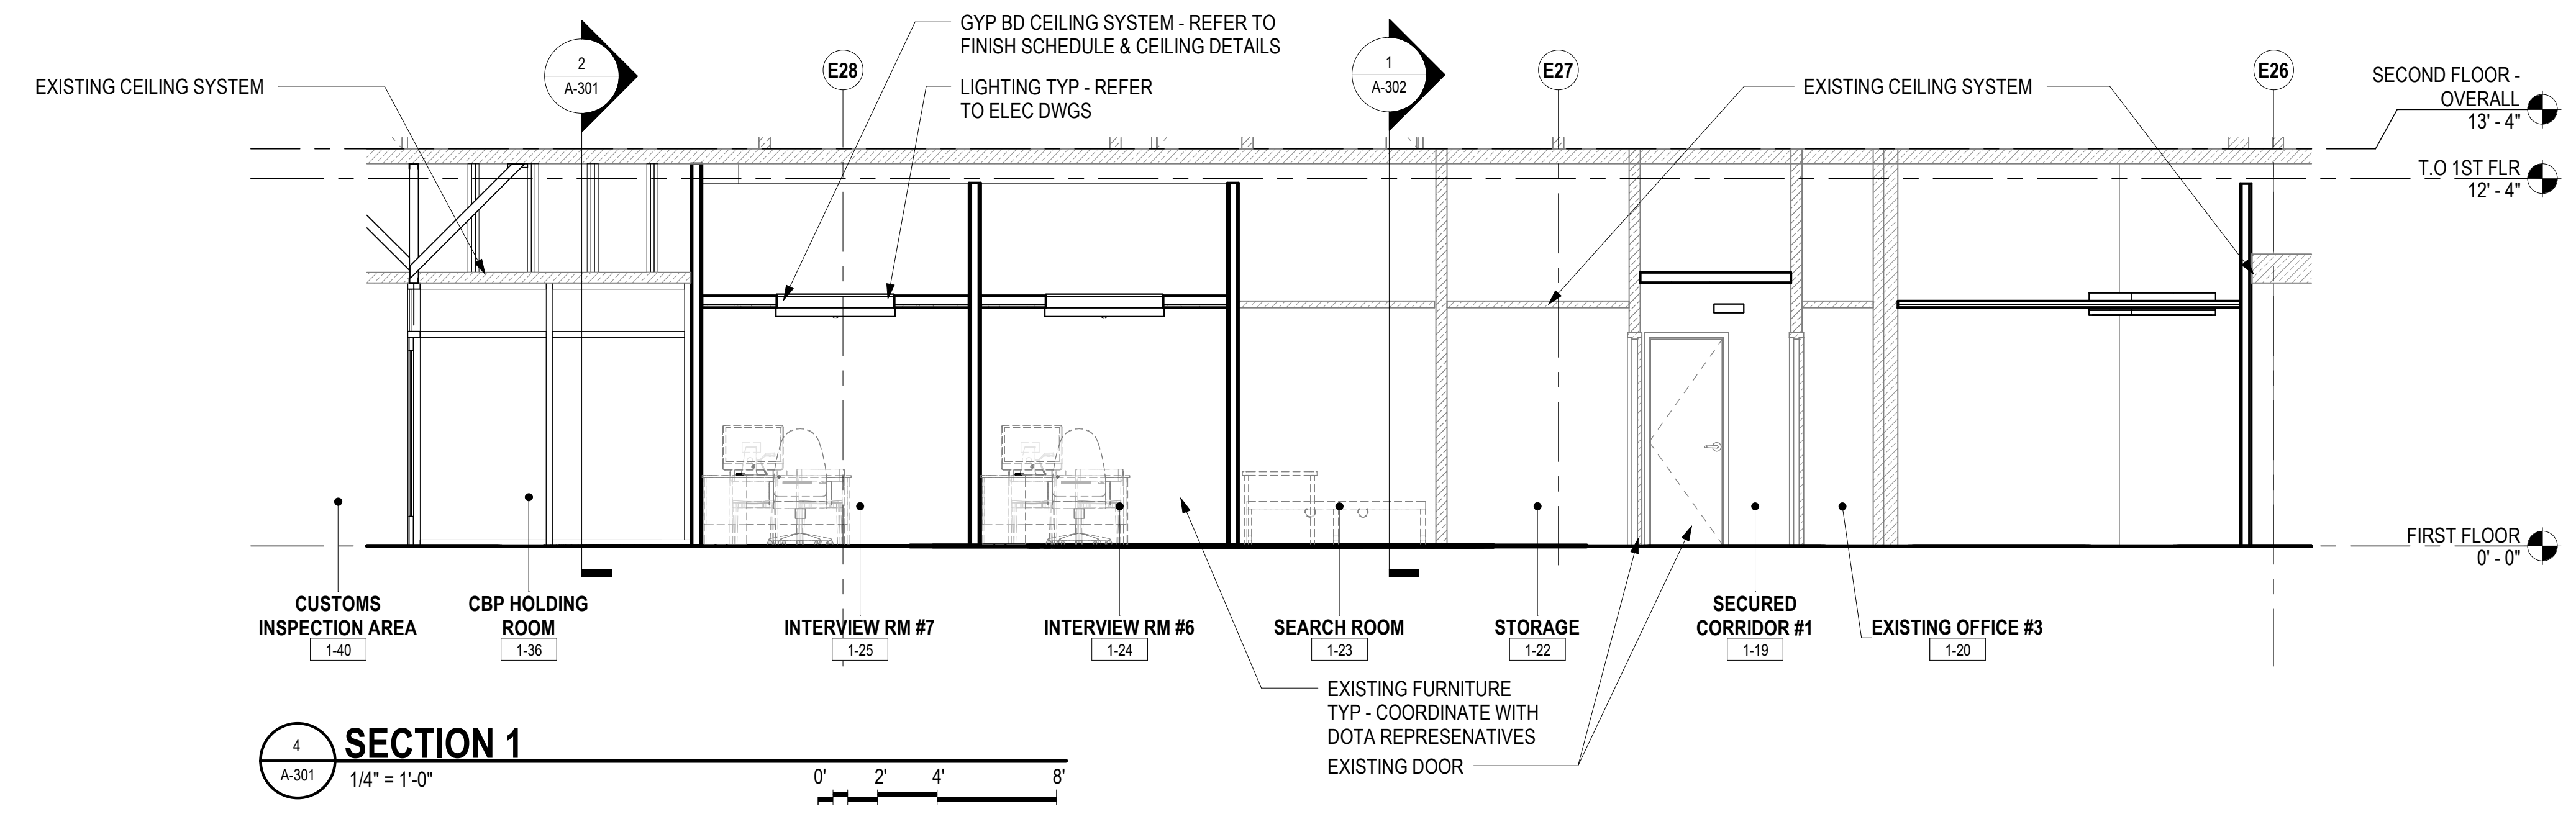 GYP BD CEILING SYSTEM - REFER TO
FINISH SCHEDULE & CEILING DETAILS
EXISTING CEILING SYSTEM
2
A-301
E28
LIGHTING TYP - REFER
TO ELEC DWGS
1
A-302
E27
EXISTING CEILING SYSTEM
E26
SECOND FLOOR -
OVERALL
13' - 4"
T.O 1ST FLR
12' - 4"
FIRST FLOOR
0' - 0"
CUSTOMS
INSPECTION AREA
1-40
CBP HOLDING
ROOM
1-36
INTERVIEW RM #7
1-25
INTERVIEW RM #6
1-24
SEARCH ROOM
1-23
STORAGE
1-22
SECURED
CORRIDOR #1
1-19
EXISTING OFFICE #3
1-20
EXISTING FURNITURE
TYP - COORDINATE WITH
DOTA REPRESENATIVES
EXISTING DOOR
4
A-301
SECTION 1
1/4" = 1'-0"
0' 2' 4' 8'